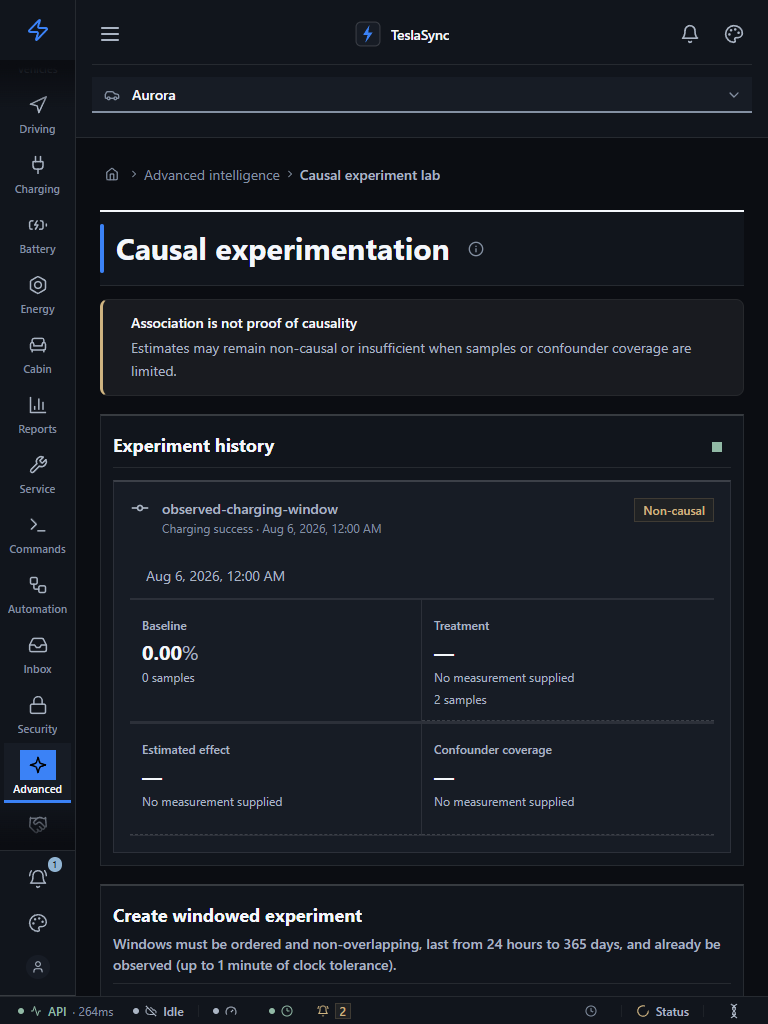 TeslaSync
Aurora
Driving
Charging
Battery
Energy
Cabin
Reports
Service
Commands
Automation
Inbox
Security
Advanced
1
Advanced intelligence
Causal experiment lab
Causal experimentation
Association is not proof of causality
Estimates may remain non-causal or insufficient when samples or confounder coverage are
limited.
Experiment history
observed-charging-window
Non-causal
Charging success · Aug 6, 2026, 12:00 AM
Aug 6, 2026, 12:00 AM
Baseline
0.00%
0 samples
Treatment
—
No measurement supplied
2 samples
Estimated effect
—
No measurement supplied
Confounder coverage
—
No measurement supplied
Create windowed experiment
Windows must be ordered and non-overlapping, last from 24 hours to 365 days, and already be
observed (up to 1 minute of clock tolerance).
API · 264ms
Idle
2
Status